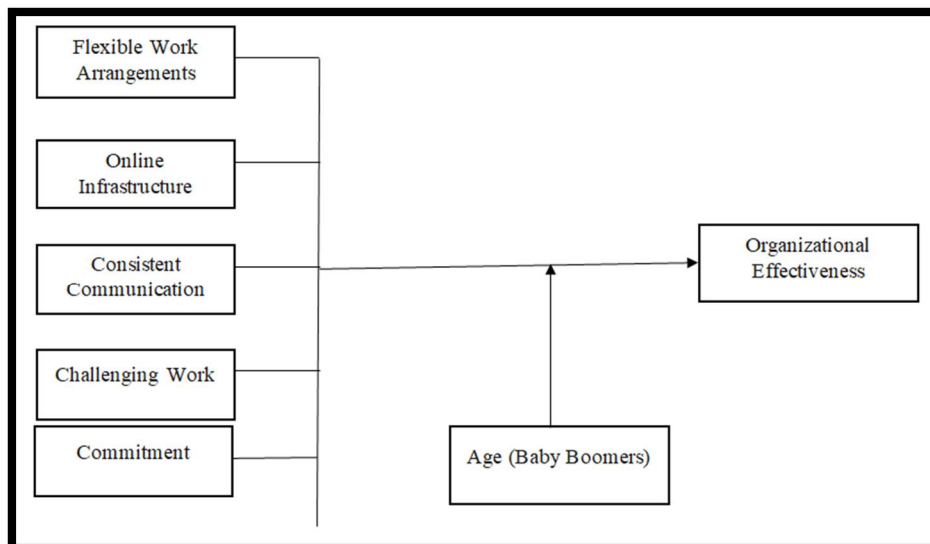 Flexible Work
Arrangements
Online
Infrastructure
Consistent
Communication
Challenging Work
Commitment
Organizational
Effectiveness
Age (Baby Boomers)